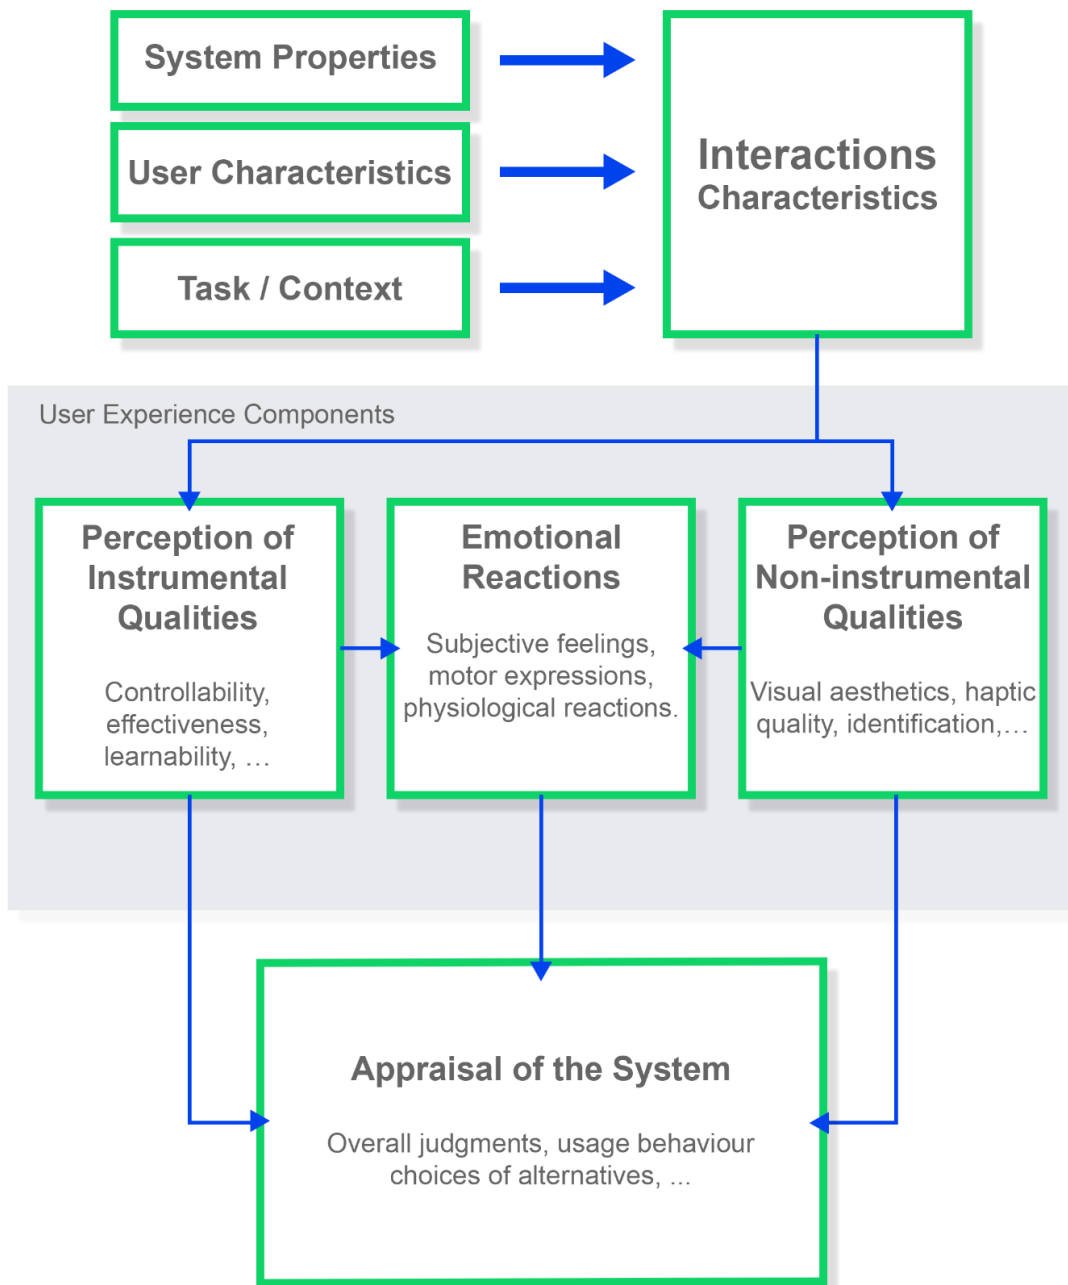 System Properties
User Characteristics
Task / Context
Interactions
Characteristics
User Experience Components
Perception of
Instrumental
Qualities
Controllability,
effectiveness,
learnability, …
Emotional
Reactions
Subjective feelings,
motor expressions,
physiological reactions.
Perception of
Non-instrumental
Qualities
Visual aesthetics, haptic
quality, identification,…
Appraisal of the System
Overall judgments, usage behaviour
choices of alternatives, ...